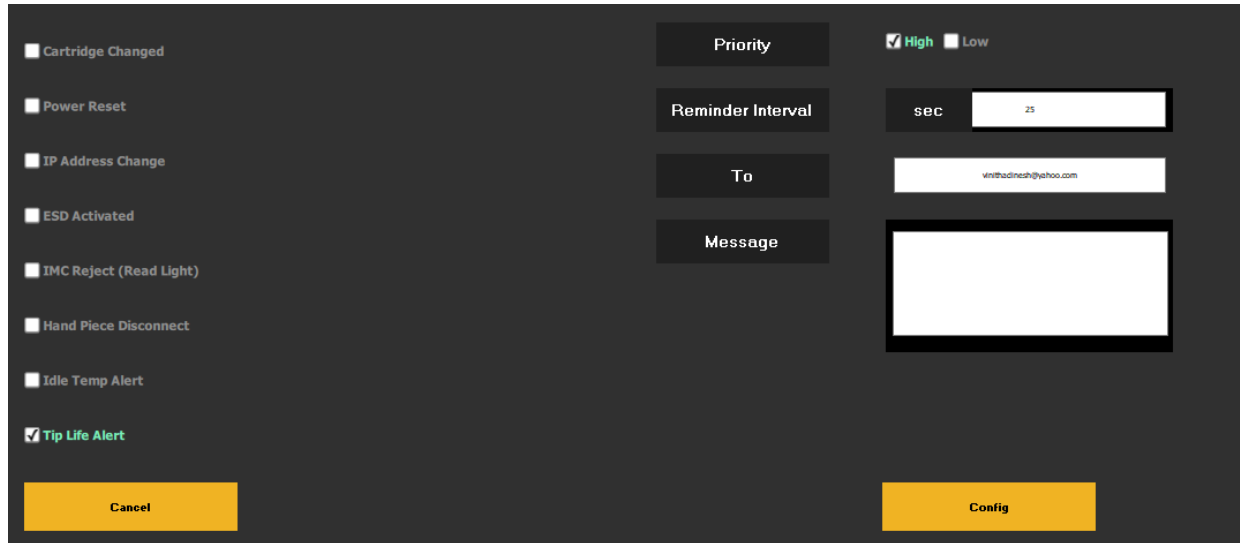 Cartridge Changed
Power Reset
IP Address Change
ESD Activated
IMC Reject (Read Light)
Hand Piece Disconnect
Idle Temp Alert
Tip Life Alert
Cancel
Priority
High Low
Reminder Interval
sec 25
To
vinithadinesh@yahoo.com
Message
Config